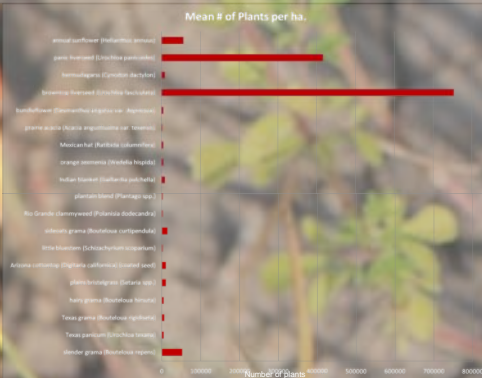 Mean # of Plants per ha.
annual sunflower (Helianthus annuus)
panic liverseed (Urochloa panicoides)
bermudagrass (Cynodon dactylon)
browntop liverseed (Urochloa fasciculata)
bundleflower (Desmanthus virgatus var. depressus)
prairie acacia (Acacia angustissima var. texensis)
Mexican hat (Ratibida columnifera)
orange zexmenia (Wedelia hispida)
Indian blanket (Gaillardia pulchella)
plantain blend (Plantago spp.)
Rio Grande clammyweed (Polanisia dodecandra)
sideoats grama (Bouteloua curtipendula)
little bluestem (Schizachyrium scoparium)
Arizona cottontop (Digitaria californica) (coated seed)
plains bristlegrass (Setaria spp.)
hairy grama (Bouteloua hirsuta)
Texas grama (Bouteloua rigidiseta)
Texas panicum (Urochloa texana)
slender grama (Bouteloua repens)
0 100000 200000 300000 400000 500000 600000 700000 800000
Number of plants